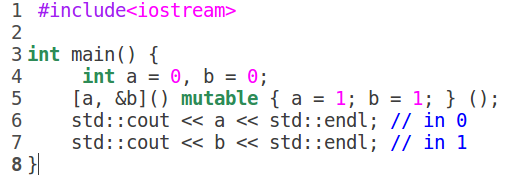 1 #include<iostream>
2
3 int main() {
4     int a = 0, b = 0;
5    [a, &b]() mutable { a = 1; b = 1; } ();
6    std::cout << a << std::endl; // in 0
7    std::cout << b << std::endl; // in 1
8 }